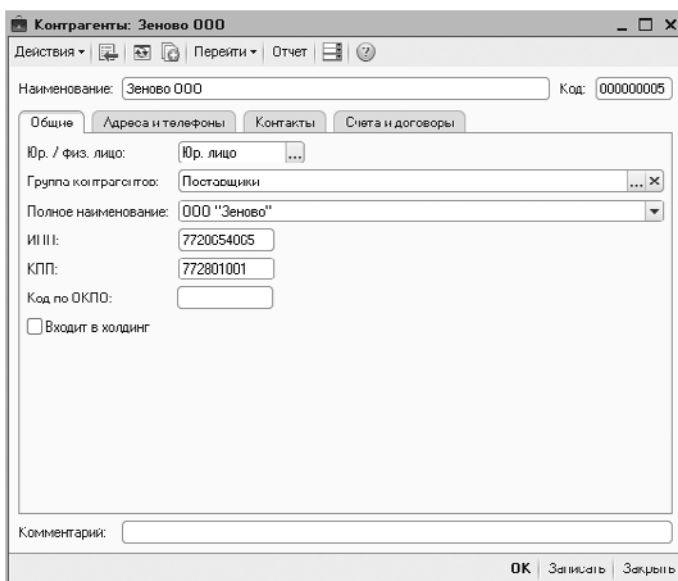 Контрагенты: Зеново ООО
Действия Перейти Отчет
Наименование: Зеново ООО Код: 000000005
Общие Адреса и телефоны Контакты Счета и договоры
Юр. / физ. лицо: Юр. лицо ...
Группа контрагентов: Поставщики ... ×
Полное наименование: ООО "Зеново"
ИНН:
КПП: 772801001
Код по ОКПО:
Входит в холдинг
Комментарий:
OK Записать Закрыть